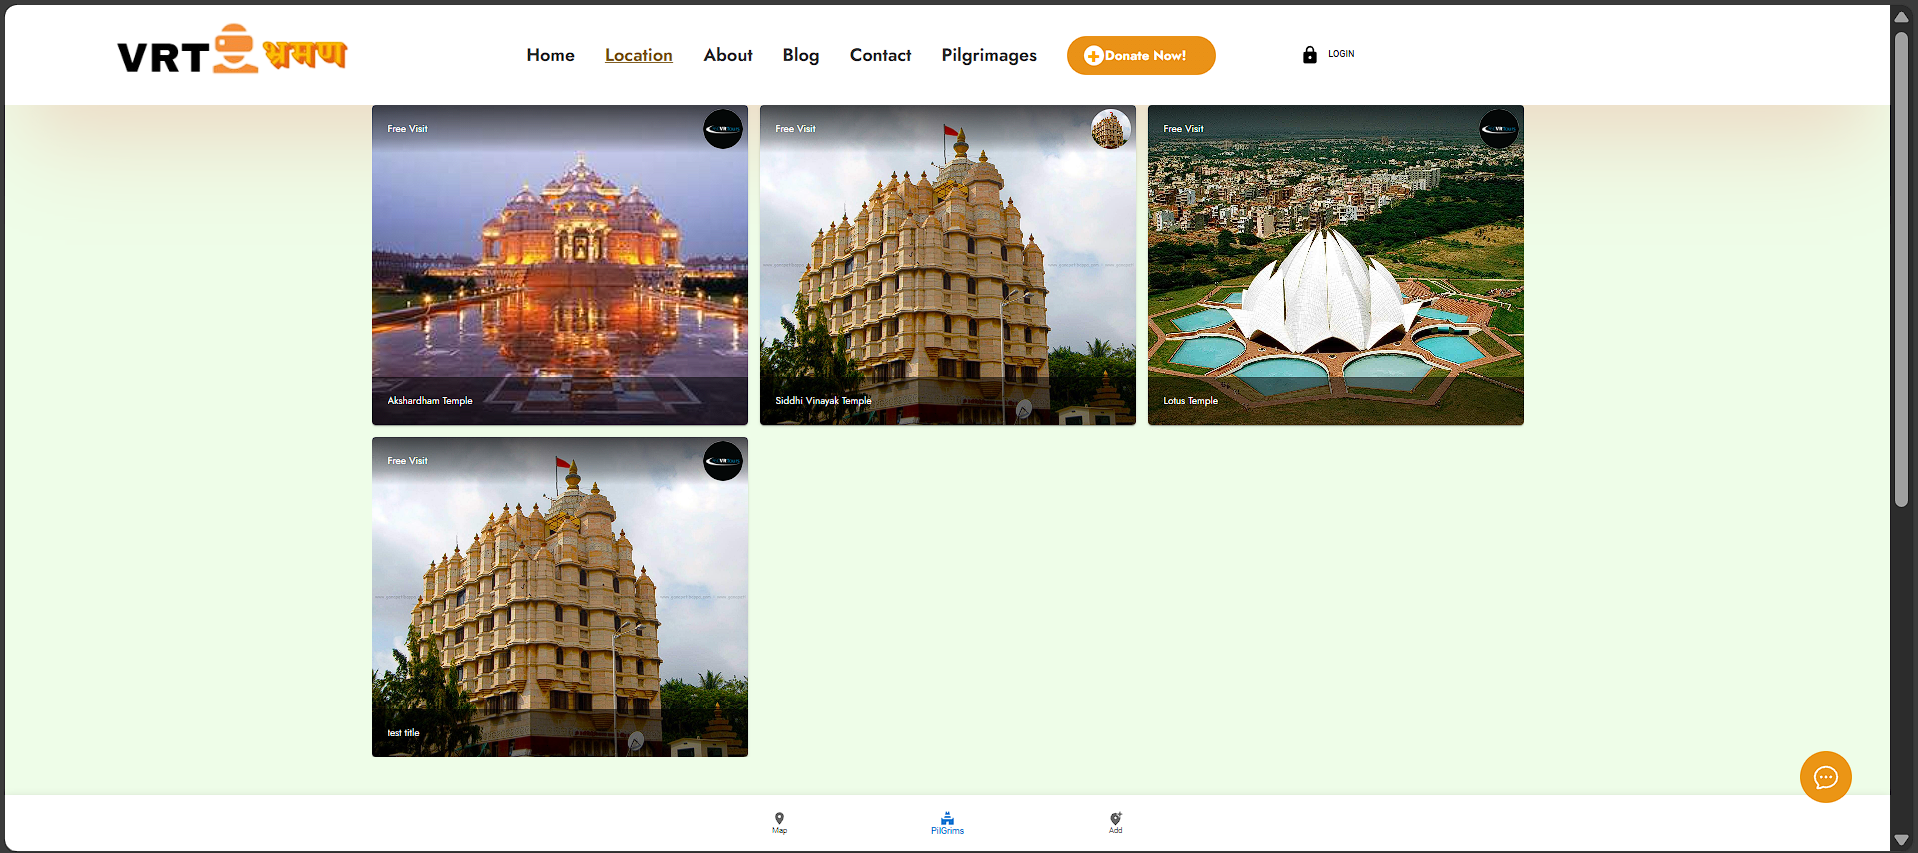 VRT भ्रमण
Home
Location
About
Blog
Contact
Pilgrimages
Donate Now!
LOGIN
Free Visit
Free Visit
Free Visit
Akshardham Temple
Siddhi Vinayak Temple
Lotus Temple
Free Visit
test title
Map
PilGrims
Add